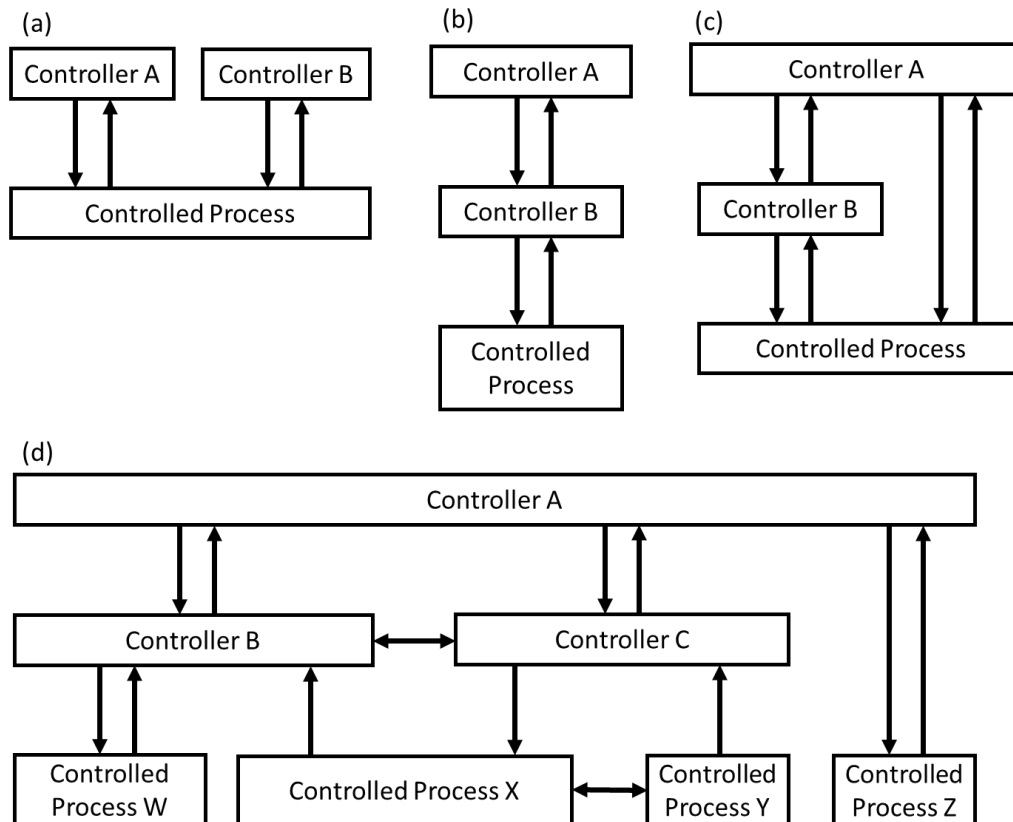 (a)
Controller A
Controller B
Controlled Process
(b)
Controller A
Controller B
Controlled
Process
(c)
Controller A
Controller B
Controlled Process
(d)
Controller A
Controller B
Controller C
Controlled
Process W
Controlled Process X
Controlled
Process Y
Controlled
Process Z